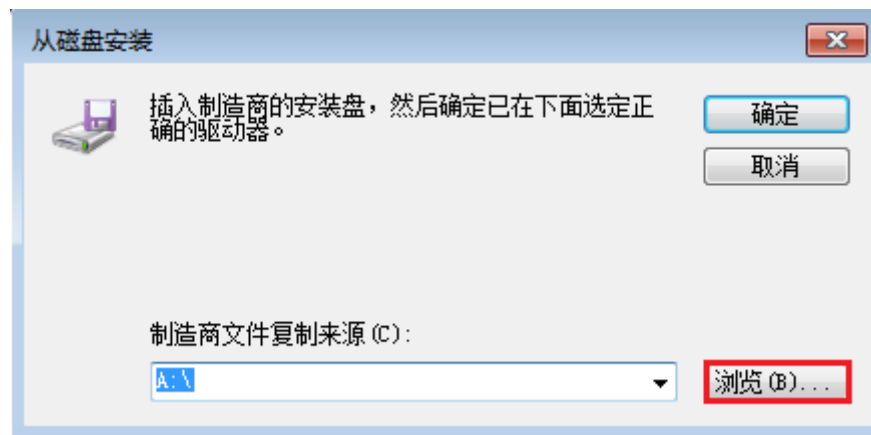 从磁盘安装
插入制造商的安装盘，然后确定已在下面选定正
确的驱动器。
确定
取消
制造商文件复制来源(C):
A:\
浏览(B)...